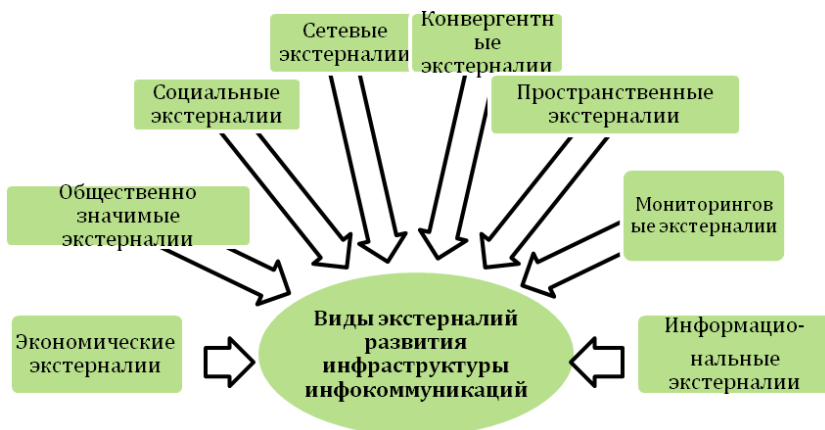 Сетевые
экстерналии
Конвергентн
ые
экстерналии
Социальные
экстерналии
Пространственные
экстерналии
Общественно
значимые
экстерналии
Мониторингов
ые экстерналии
Экономические
экстерналии
Виды экстерналий
развития
инфраструктуры
инфокоммуникаций
Информацио-
нальные
экстерналии